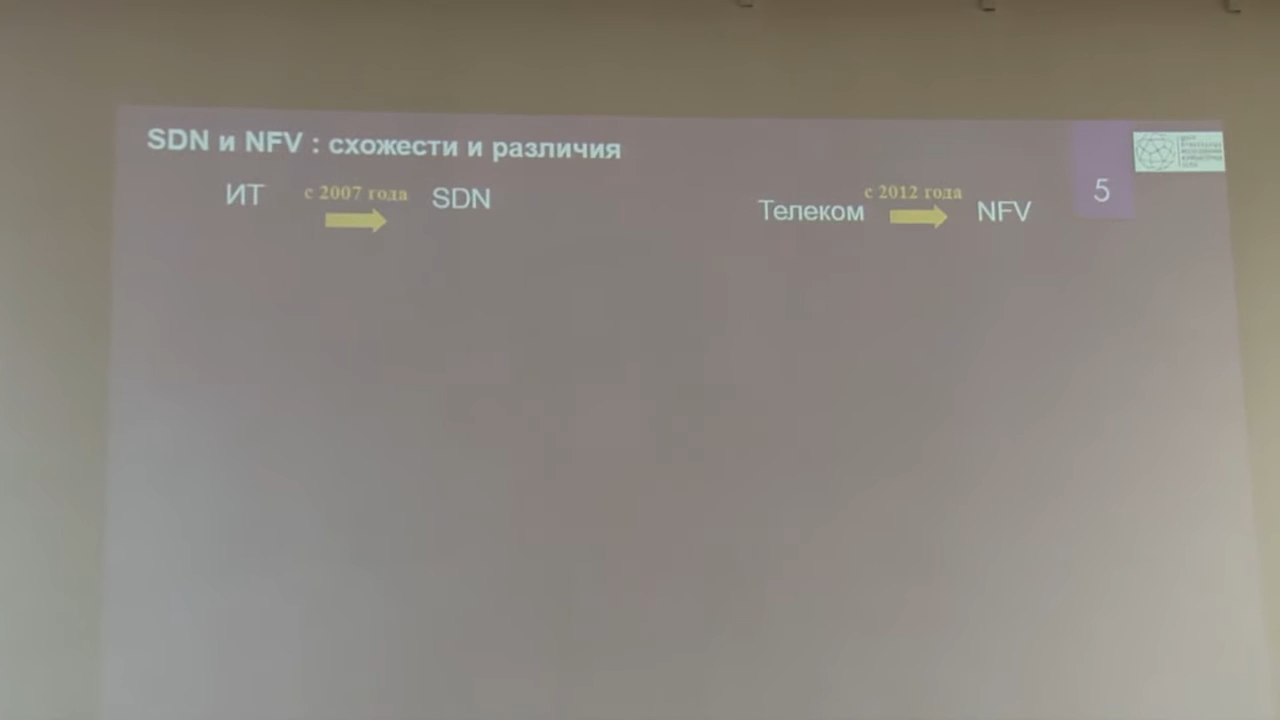 SDN и NFV : схожести и различия
5
ИТ с 2007 года SDN
Телеком с 2012 года NFV